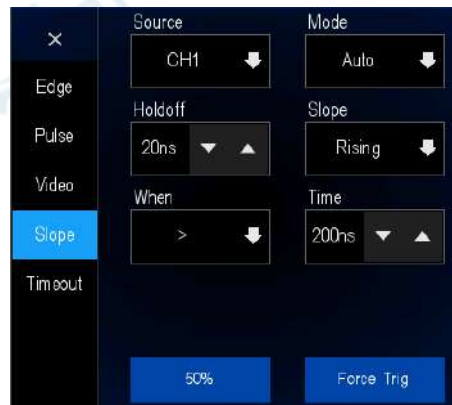 ×
Source
Mode
CH1
Auto
Edge
Holdoff
Slope
Pulse
20ns
Rising
Video
When
Time
Slope
>
200ns
Timeout
50%
Force Trig